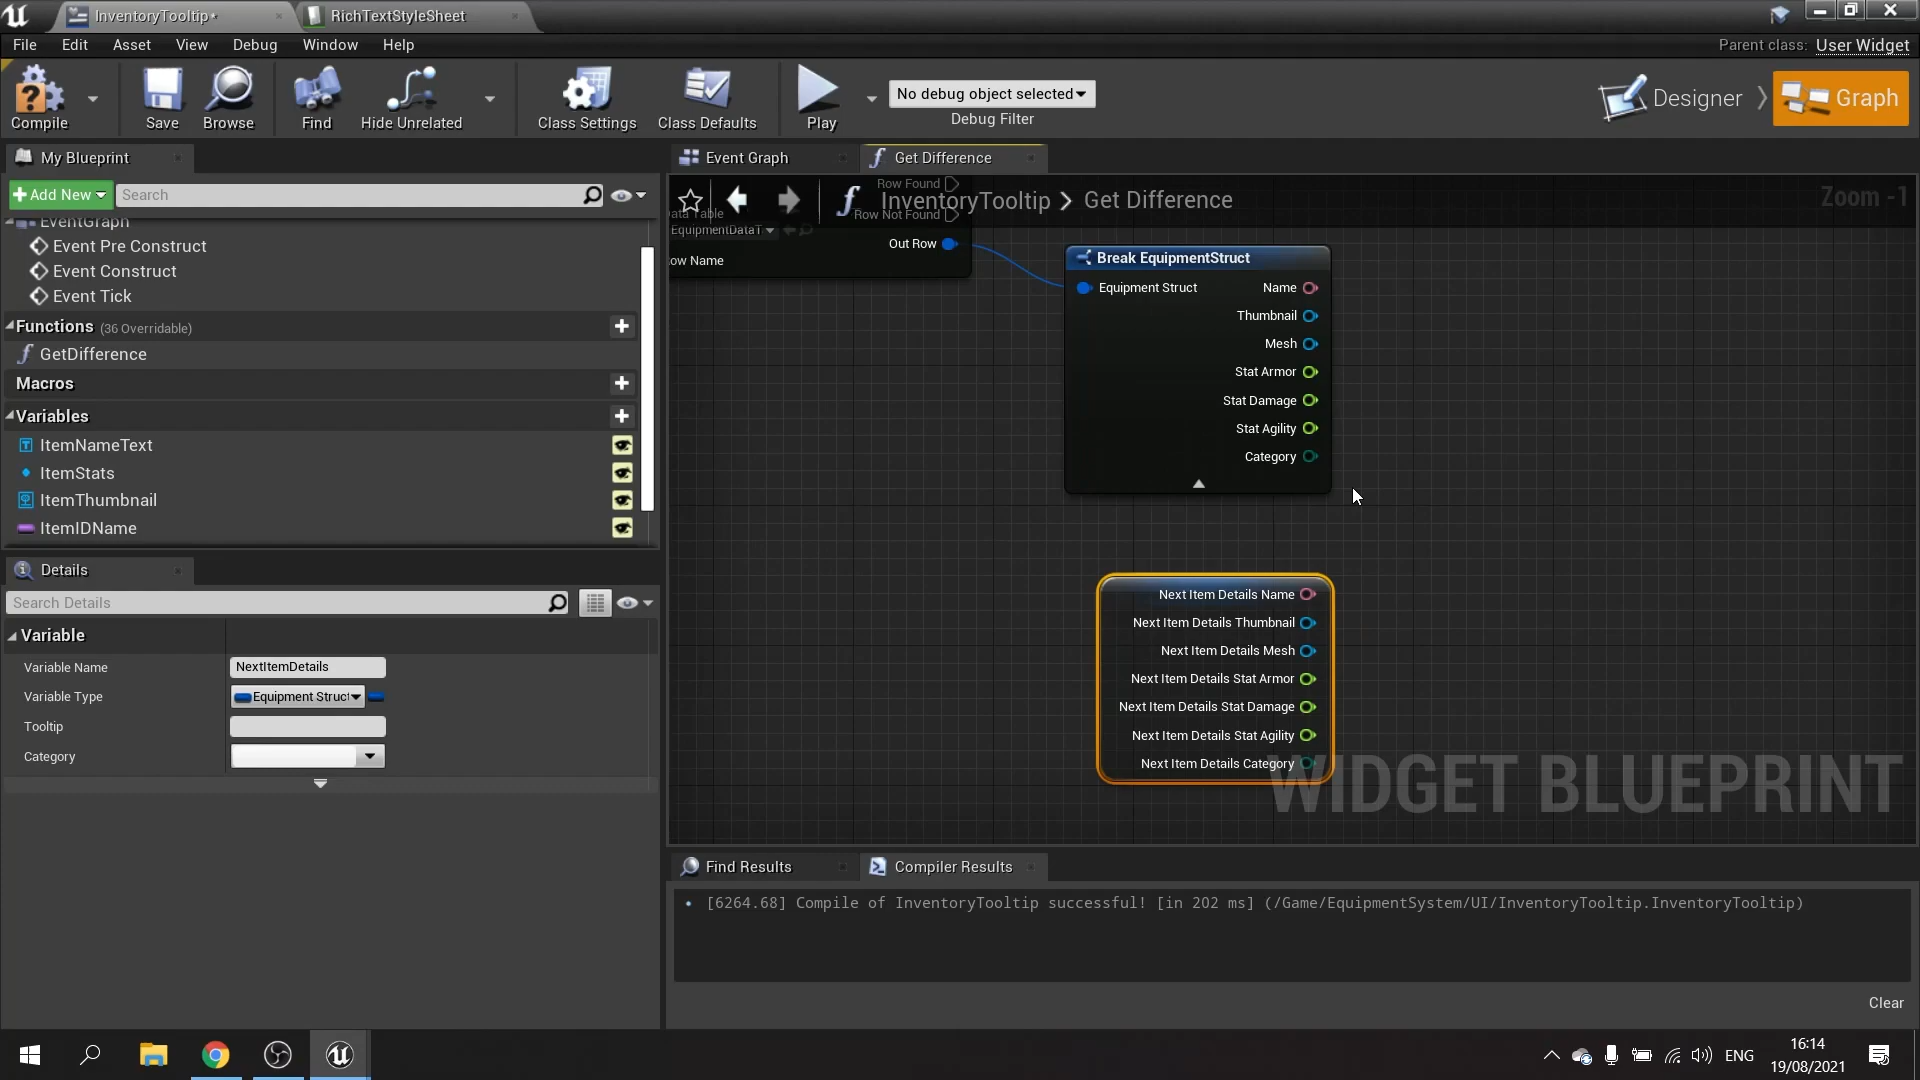 InventoryTooltip*
RichTextStyleSheet
File Edit Asset View Debug Window Help
Parent class: User Widget
Compile
Save
Browse
Find
Hide Unrelated
Class Settings
Class Defaults
Play
No debug object selected
Debug Filter
Designer
Graph
My Blueprint
Event Graph
Get Difference
Add New
Search
InventoryTooltip > Get Difference
Zoom -1
EventGraph
Event Pre Construct
Event Construct
Event Tick
Functions (36 Overridable)
GetDifference
Macros
Variables
ItemNameText
ItemStats
ItemThumbnail
ItemIDName
Row Found
Row Not Found
Data Table
EquipmentDataT
Out Row
ow Name
Break EquipmentStruct
Equipment Struct
Name
Thumbnail
Mesh
Stat Armor
Stat Damage
Stat Agility
Category
Next Item Details Name
Next Item Details Thumbnail
Next Item Details Mesh
Next Item Details Stat Armor
Next Item Details Stat Damage
Next Item Details Stat Agility
Next Item Details Category
WIDGET BLUEPRINT
Details
Search Details
Variable
Variable Name NextItemDetails
Variable Type Equipment Struct
Tooltip
Category
Find Results
Compiler Results
[6264.68] Compile of InventoryTooltip successful! [in 202 ms] (/Game/EquipmentSystem/UI/InventoryTooltip.InventoryTooltip)
Clear
ENG
16:14
19/08/2021